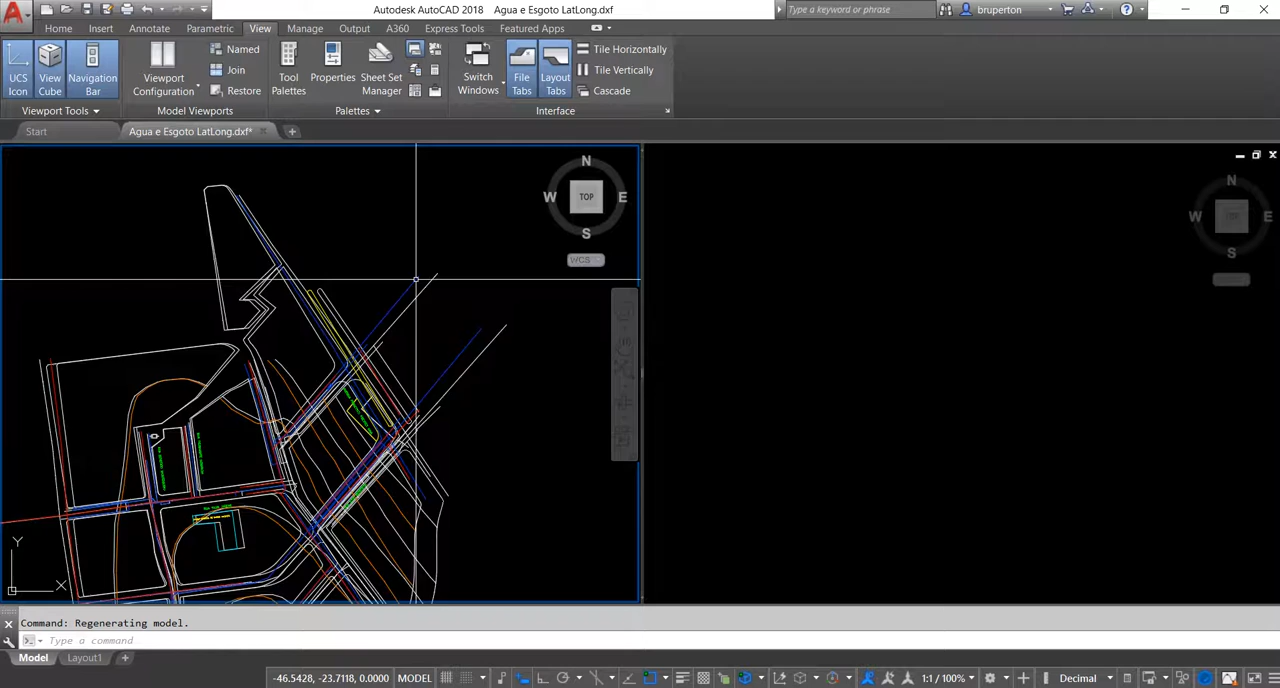 Autodesk AutoCAD 2018 Agua e Esgoto LatLong.dxf
Type a keyword or phrase
bruperton
Home Insert Annotate Parametric View Manage Output A360 Express Tools Featured Apps
UCS Icon
View Cube
Navigation Bar
Viewport Configuration
Named
Join
Restore
Tool Palettes
Properties
Sheet Set Manager
Switch Windows
File Tabs
Layout Tabs
Tile Horizontally
Tile Vertically
Cascade
Viewport Tools
Model Viewports
Palettes
Interface
Start
Agua e Esgoto LatLong.dxf*
N
W TOP E
S
WCS
N
W E
S
Y
X
Command: Regenerating model.
Type a command
Model Layout1
-46.5428, -23.7118, 0.0000 MODEL 1:1 / 100% Decimal